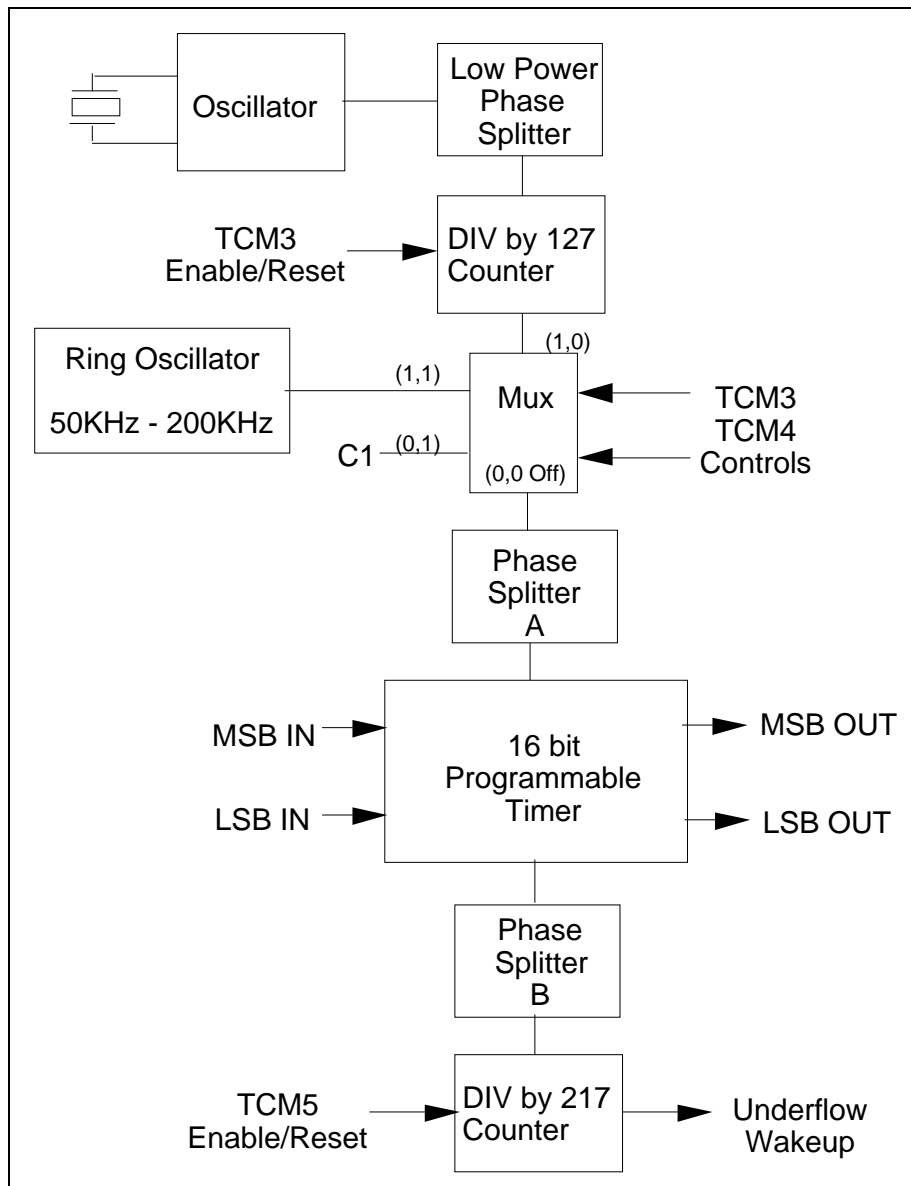 Oscillator
Low Power
Phase
Splitter
TCM3
Enable/Reset
DIV by 127
Counter
(1,0)
Ring Oscillator
50KHz - 200KHz
(1,1)
Mux
TCM3
TCM4
Controls
C1
(0,1)
(0,0 Off)
Phase
Splitter
A
MSB IN
LSB IN
16 bit
Programmable
Timer
MSB OUT
LSB OUT
Phase
Splitter
B
TCM5
Enable/Reset
DIV by 217
Counter
Underflow
Wakeup